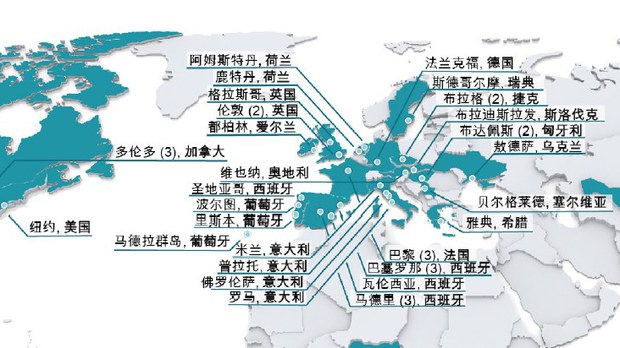 阿姆斯特丹, 荷兰
鹿特丹, 荷兰
格拉斯哥, 英国
伦敦 (2), 英国
都柏林, 爱尔兰
法兰克福, 德国
斯德哥尔摩, 瑞典
布拉格 (2), 捷克
布拉迪斯拉发, 斯洛伐克
布达佩斯 (2), 匈牙利
敖德萨, 乌克兰
多伦多 (3), 加拿大
维也纳, 奥地利
圣地亚哥, 西班牙
波尔图, 葡萄牙
里斯本, 葡萄牙
贝尔格莱德, 塞尔维亚
雅典, 希腊
纽约, 美国
马德拉群岛, 葡萄牙
米兰, 意大利
普拉托, 意大利
佛罗伦萨, 意大利
罗马, 意大利
巴黎 (3), 法国
巴塞罗那 (3), 西班牙
瓦伦西亚, 西班牙
马德里 (3), 西班牙